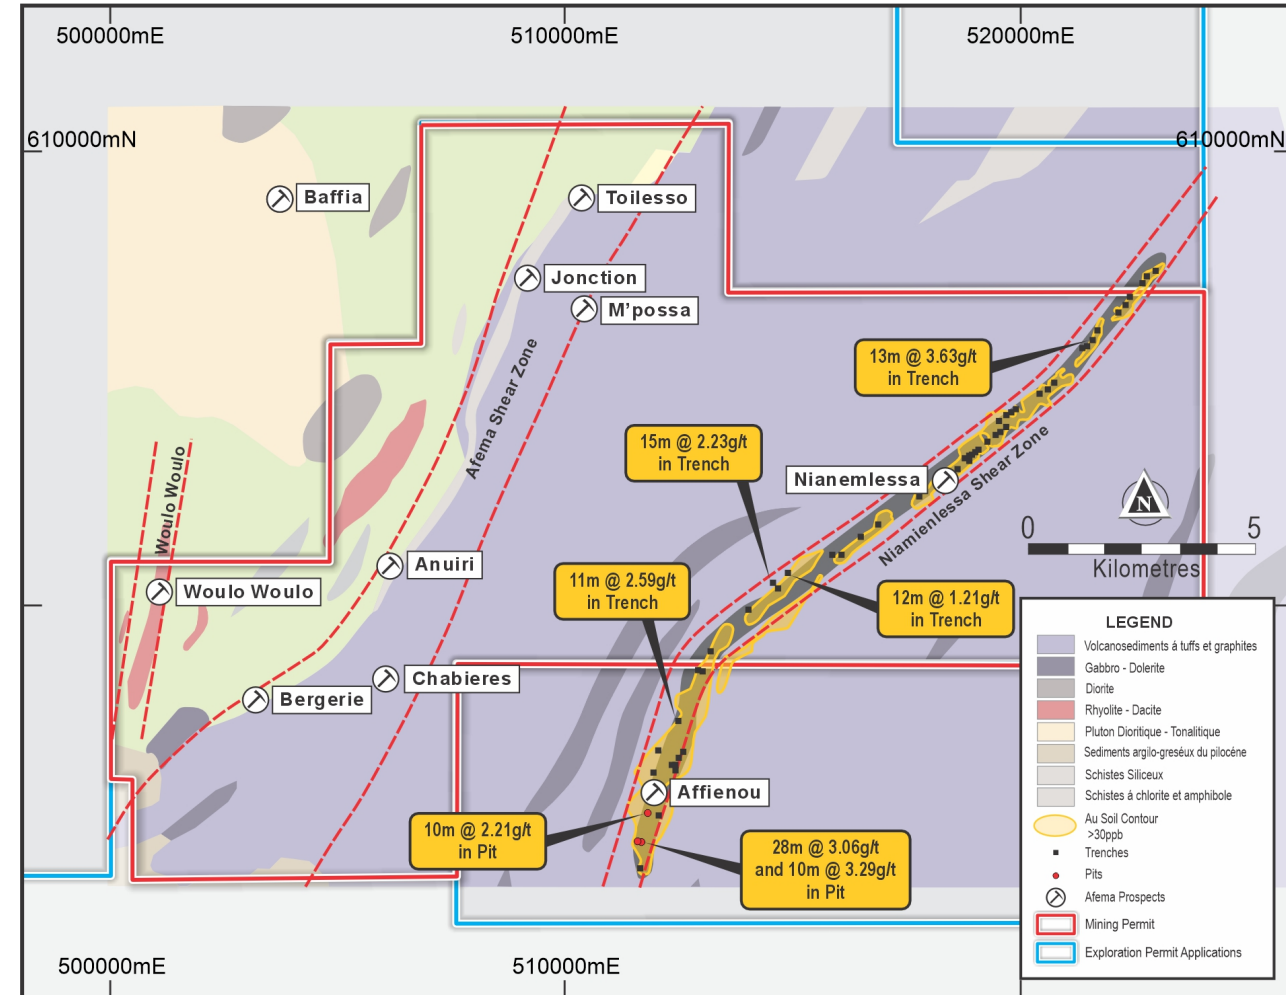 500000mE
510000mE
520000mE
610000mN
610000mN
Baffia
Toilesso
Jonction
M'possa
13m @ 3.63g/t
in Trench
Afema Shear Zone
15m @ 2.23g/t
in Trench
Nianemlessa
Niamienlessa Shear Zone
Woulo Woulo
N
0
5
Kilometres
Anuiri
Woulo Woulo
11m @ 2.59g/t
in Trench
12m @ 1.21g/t
in Trench
Chabieres
Bergerie
Affienou
10m @ 2.21g/t
in Pit
28m @ 3.06g/t
and 10m @ 3.29g/t
in Pit
LEGEND
Volcanosediments á tuffs et graphites
Gabbro - Dolerite
Diorite
Rhyolite - Dacite
Pluton Dioritique - Tonalitique
Sediments argilo-greséux du pilocéne
Schistes Siliceux
Schistes á chlorite et amphibole
Au Soil Contour
>30ppb
Trenches
Pits
Afema Prospects
Mining Permit
Exploration Permit Applications
500000mE
510000mE